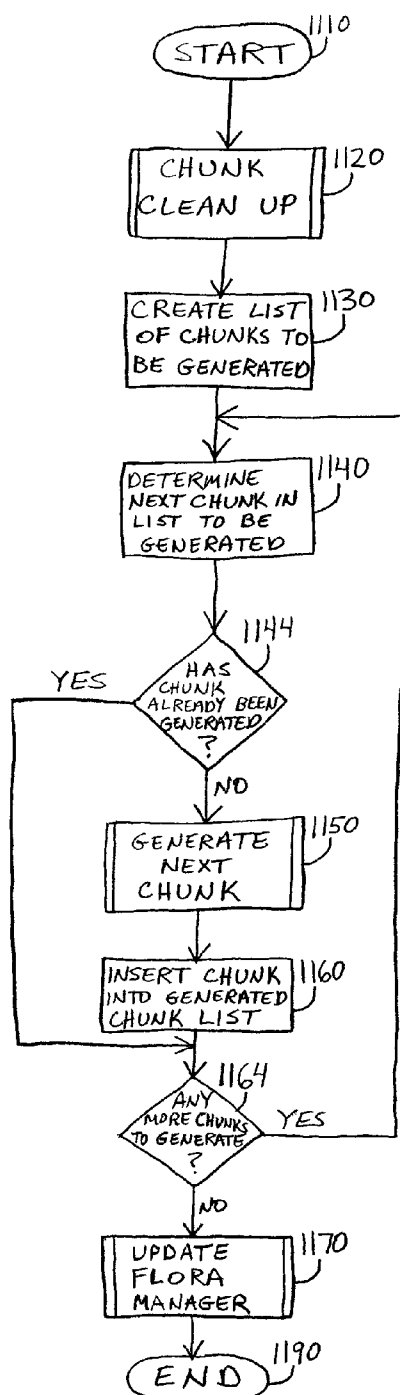 1110
START
CHUNK
CLEAN UP
1120
CREATE LIST
OF CHUNKS TO
BE GENERATED
1130
DETERMINE
NEXT CHUNK IN
LIST TO BE
GENERATED
1140
1144
YES
HAS
CHUNK
ALREADY BEEN
GENERATED
?
NO
GENERATE
NEXT
CHUNK
1150
INSERT CHUNK
INTO GENERATED
CHUNK LIST
1160
1164
ANY
MORE CHUNKS
TO GENERATE
?
YES
NO
UPDATE
FLORA
MANAGER
1170
END
1190